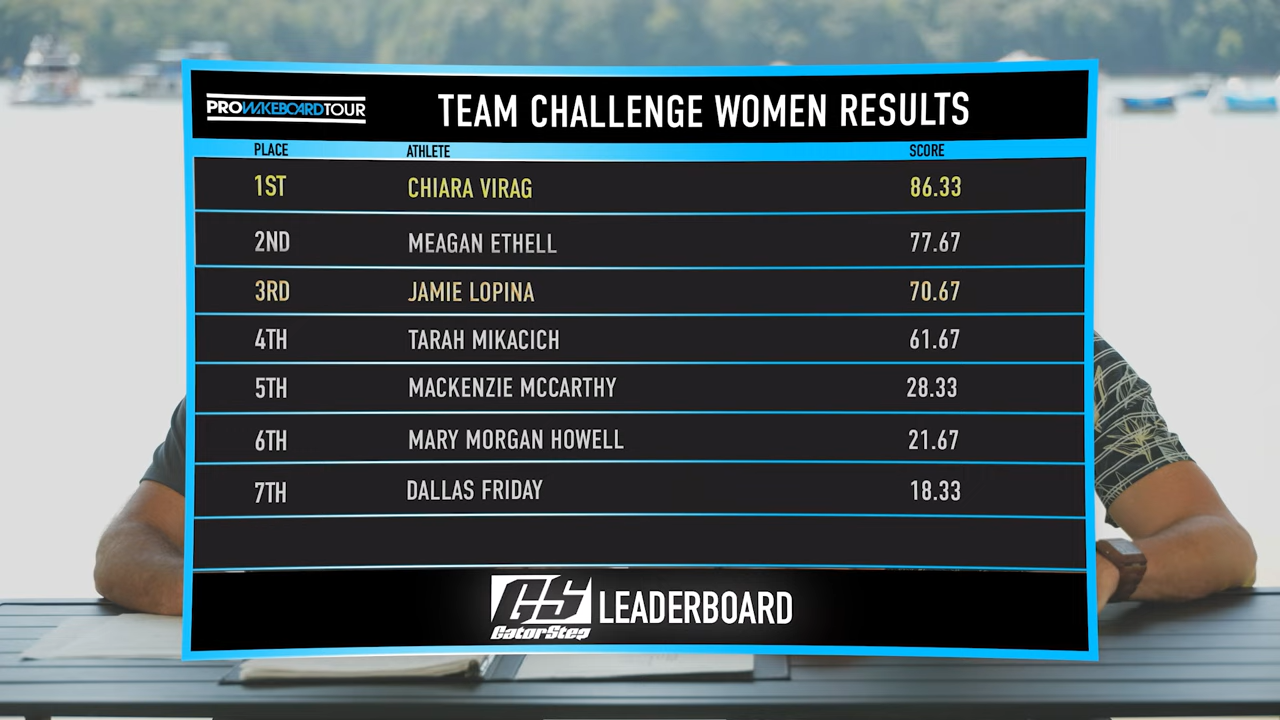 PROWAKEBOARDTOUR TEAM CHALLENGE WOMEN RESULTS
PLACE ATHLETE SCORE
1ST CHIARA VIRAG 86.33
2ND MEAGAN ETHELL 77.67
3RD JAMIE LOPINA 70.67
4TH TARAH MIKACICH 61.67
5TH MACKENZIE MCCARTHY 28.33
6TH MARY MORGAN HOWELL 21.67
7TH DALLAS FRIDAY 18.33
GS LEADERBOARD
GatorStep